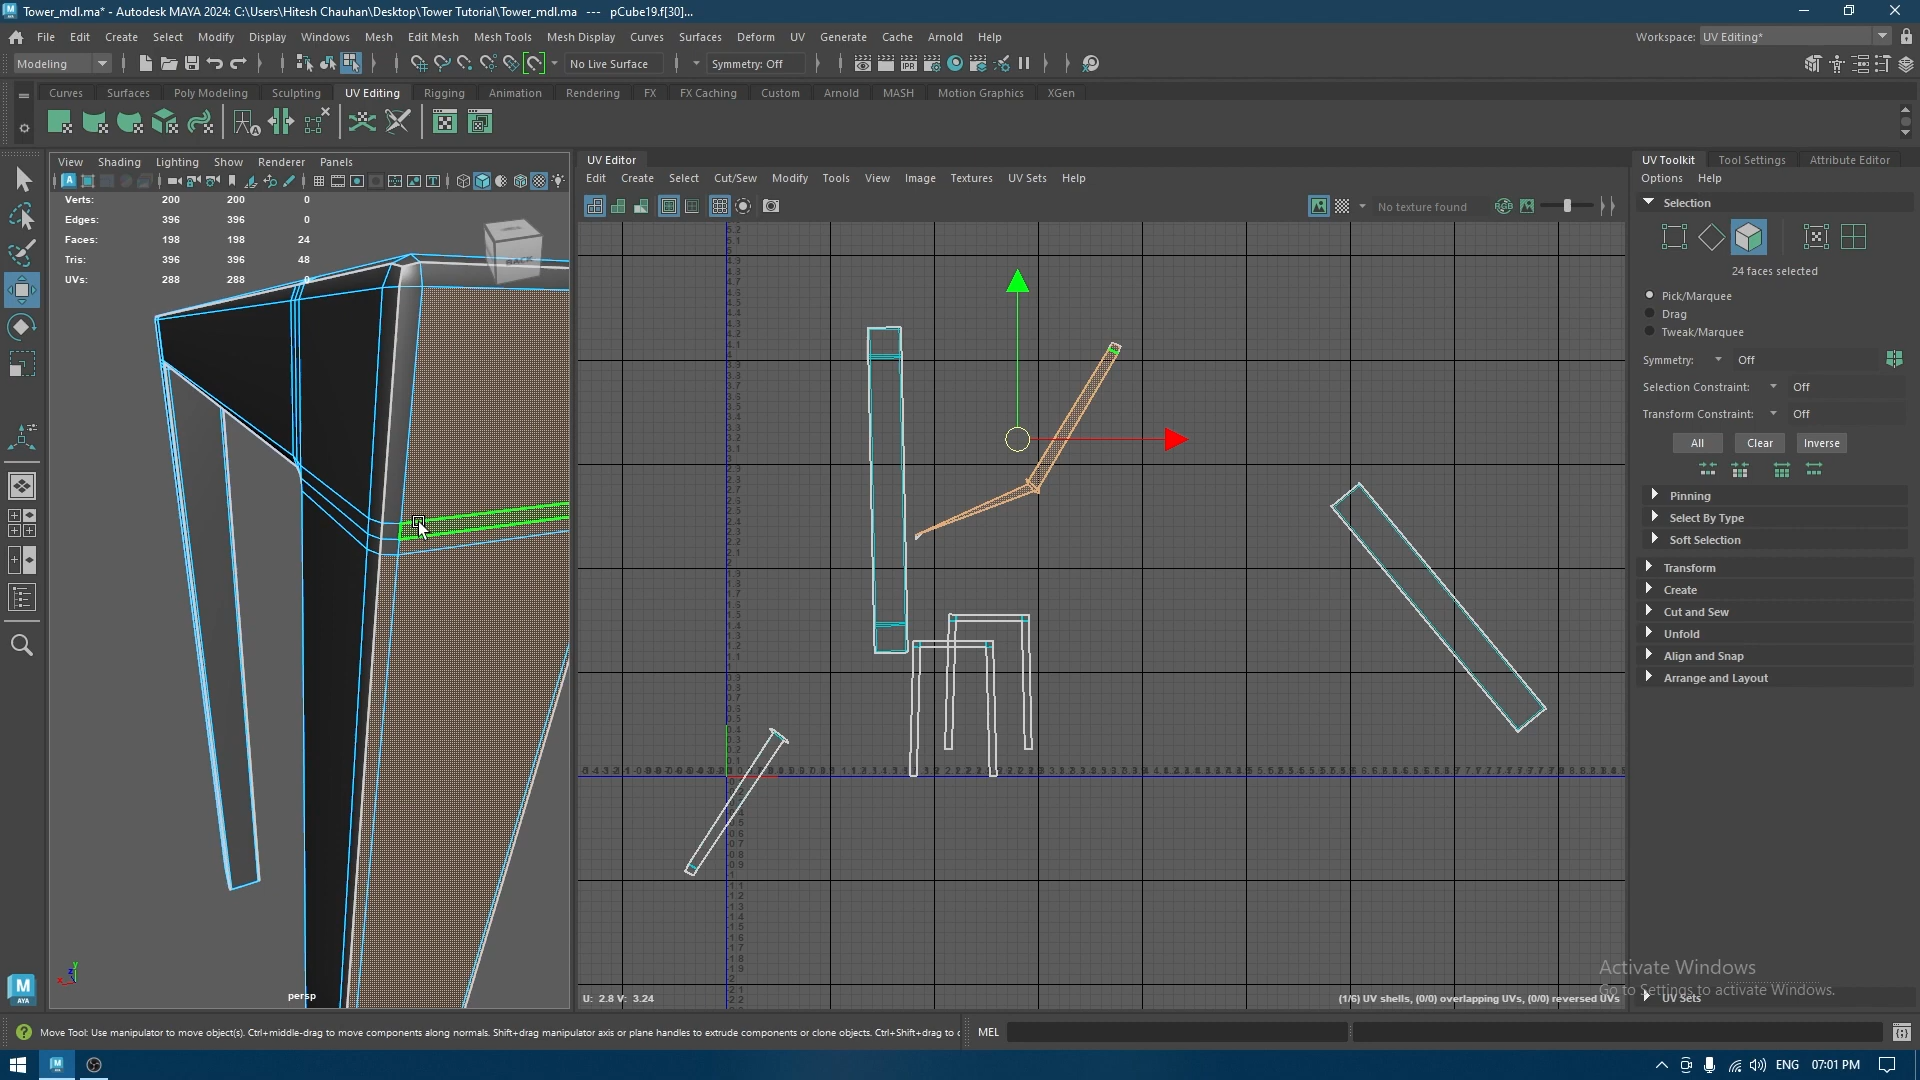 Tower_mdl.ma* - Autodesk MAYA 2024: C:\Users\Hitesh Chauhan\Desktop\Tower Tutorial\Tower_mdl.ma --- pCube19.f[30]...
File Edit Create Select Modify Display Windows Mesh Edit Mesh Mesh Tools Mesh Display Curves Surfaces Deform UV Generate Cache Arnold Help Workspace: UV Editing*
Modeling No Live Surface Symmetry: Off
Curves Surfaces Poly Modeling Sculpting UV Editing Rigging Animation Rendering FX FX Caching Custom Arnold MASH Motion Graphics XGen
View Shading Lighting Show Renderer Panels
UV Editor
UV Toolkit Tool Settings Attribute Editor
Edit Create Select Cut/Sew Modify Tools View Image Textures UV Sets Help
Options Help
No texture found
Selection
Verts: 200 200 0
Edges: 396 396 0
Faces: 198 198 24
Tris: 396 396 48
UVs: 288 288 0
BACK
24 faces selected
Pick/Marquee
Drag
Tweak/Marquee
Symmetry: Off
Selection Constraint: Off
Transform Constraint: Off
All Clear Inverse
Pinning
Select By Type
Soft Selection
Transform
Create
Cut and Sew
Unfold
Align and Snap
Arrange and Layout
UV Sets
persp
U: 2.8 V: 3.24
(1/6) UV shells, (0/0) overlapping UVs, (0/0) reversed UVs
Activate Windows
Go to Settings to activate Windows.
Move Tool: Use manipulator to move object(s). Ctrl+middle-drag to move components along normals. Shift+drag manipulator axis or plane handles to extrude components or clone objects. Ctrl+Shift+drag to
MEL
ENG 07:01 PM